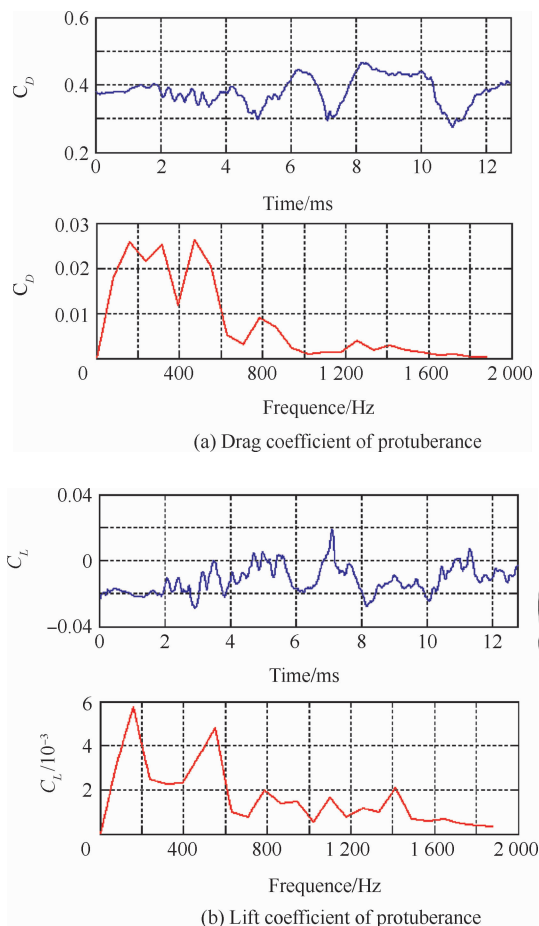 0.6
0.4
0.2
C_D
0 2 4 6 8 10 12
Time/ms
0.03
0.02
0.01
C_D
0 400 800 1 200 1 600 2 000
Frequence/Hz
(a) Drag coefficient of protuberance
0.04
0
−0.04
C_L
0 2 4 6 8 10 12
Time/ms
6
4
2
C_L/10⁻³
0 400 800 1 200 1 600 2 000
Frequence/Hz
(b) Lift coefficient of protuberance